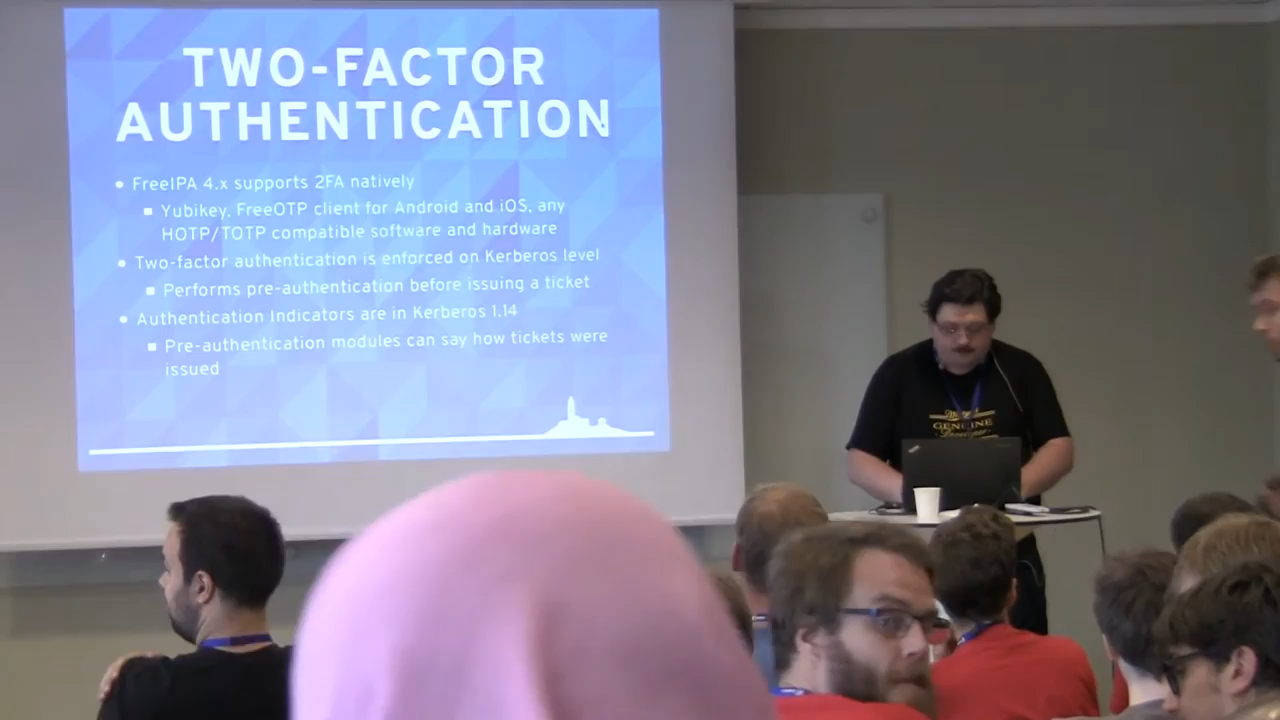 TWO-FACTOR
AUTHENTICATION
FreeIPA 4.x supports 2FA natively
Yubikey, FreeOTP client for Android and iOS, any
HOTP/TOTP compatible software and hardware
Two-factor authentication is enforced on Kerberos level
Performs pre-authentication before issuing a ticket
Authentication Indicators are in Kerberos 1.14
Pre-authentication modules can say how tickets were
issued
GENUINE